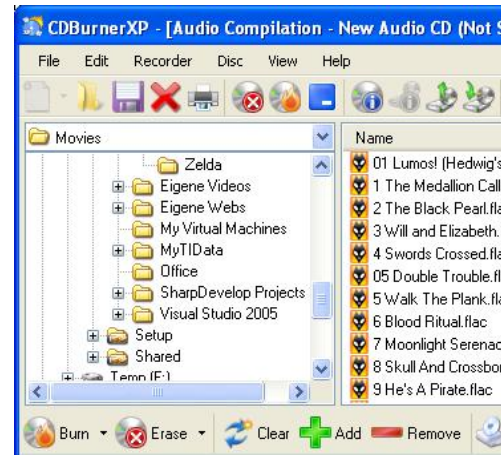 CDBurnerXP - [Audio Compilation - New Audio CD (Not S
File Edit Recorder Disc View Help
Movies
Zelda
Eigene Videos
Eigene Webs
My Virtual Machines
MyTIData
Office
SharpDevelop Projects
Visual Studio 2005
Setup
Shared
Temp (F:)
Name
01 Lumos! (Hedwig's
1 The Medallion Call
2 The Black Pearl.fla
3 Will and Elizabeth.
4 Swords Crossed.fla
05 Double Trouble.fl
5 Walk The Plank.fla
6 Blood Ritual.flac
7 Moonlight Serenac
8 Skull And Crossbor
9 He's A Pirate.flac
Burn Erase Clear Add Remove